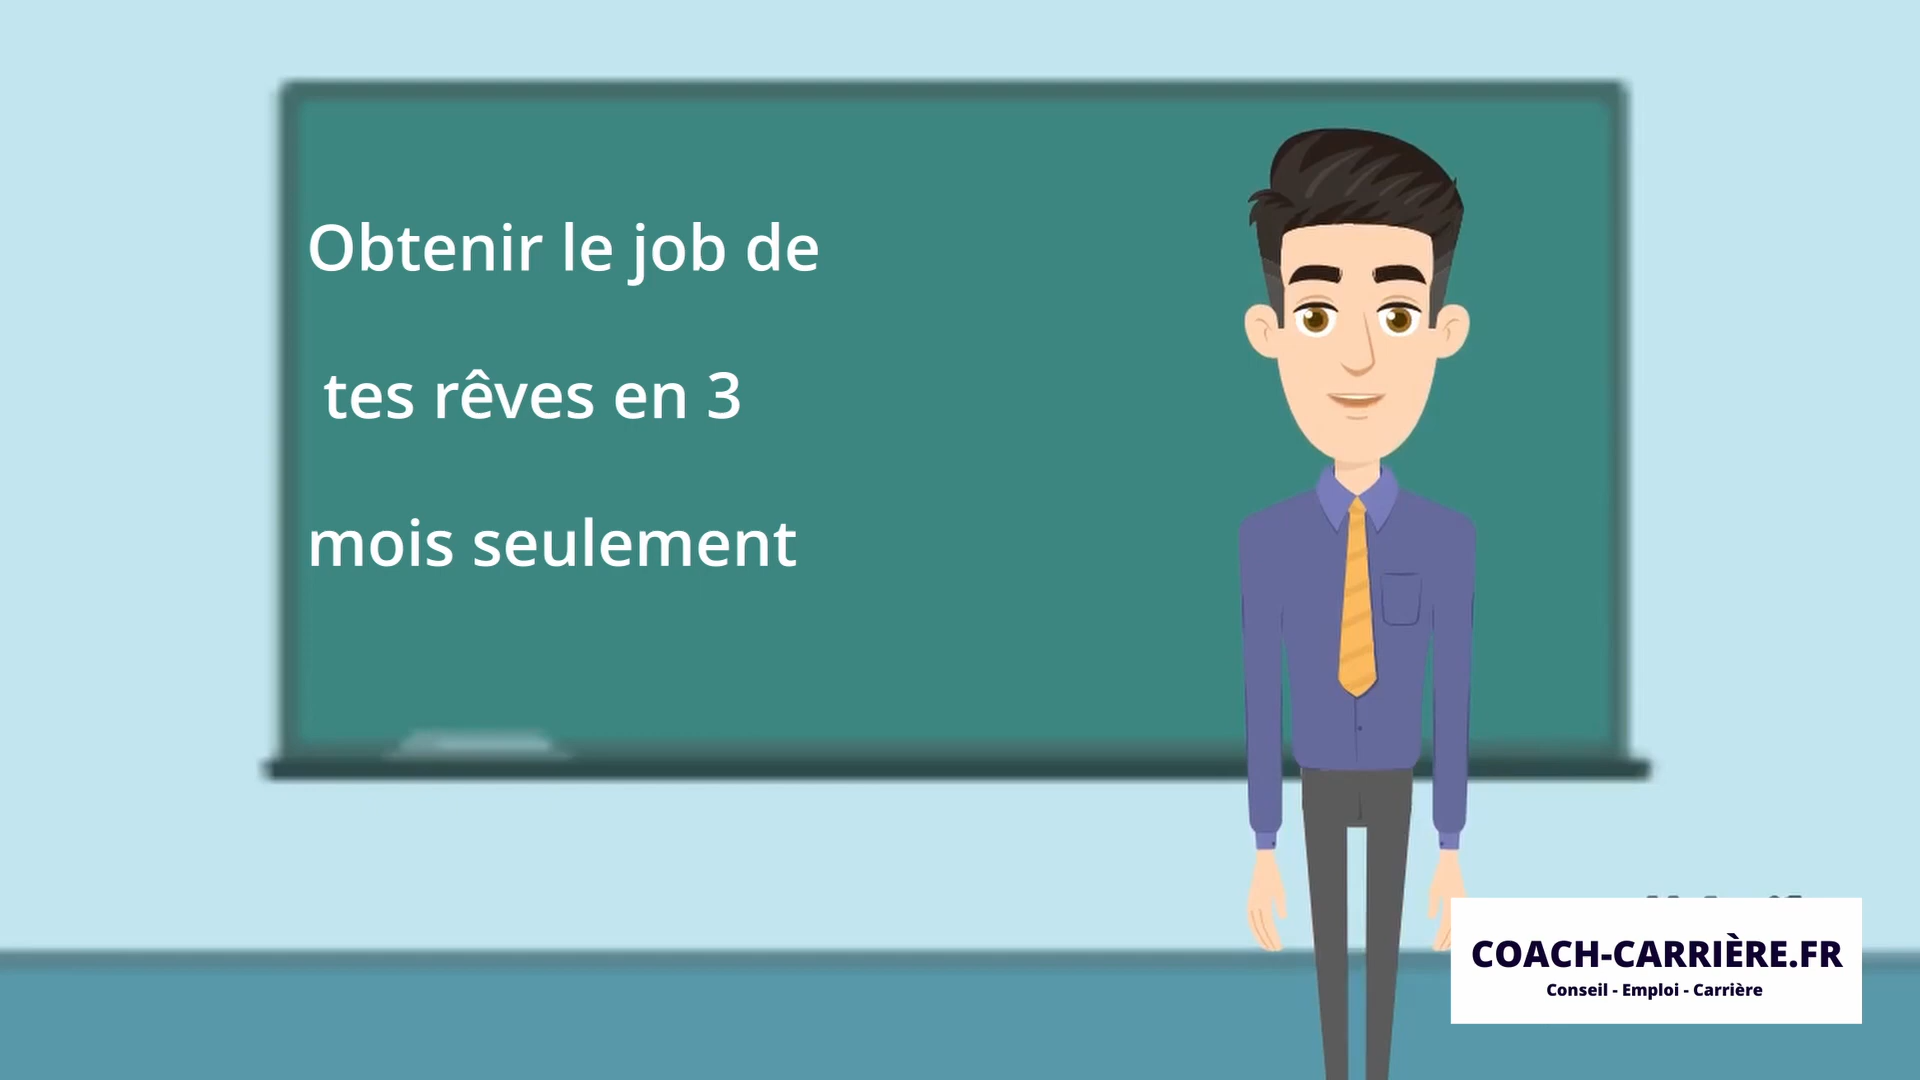 Obtenir le job de
tes rêves en 3
mois seulement
COACH-CARRIÈRE.FR
Conseil - Emploi - Carrière